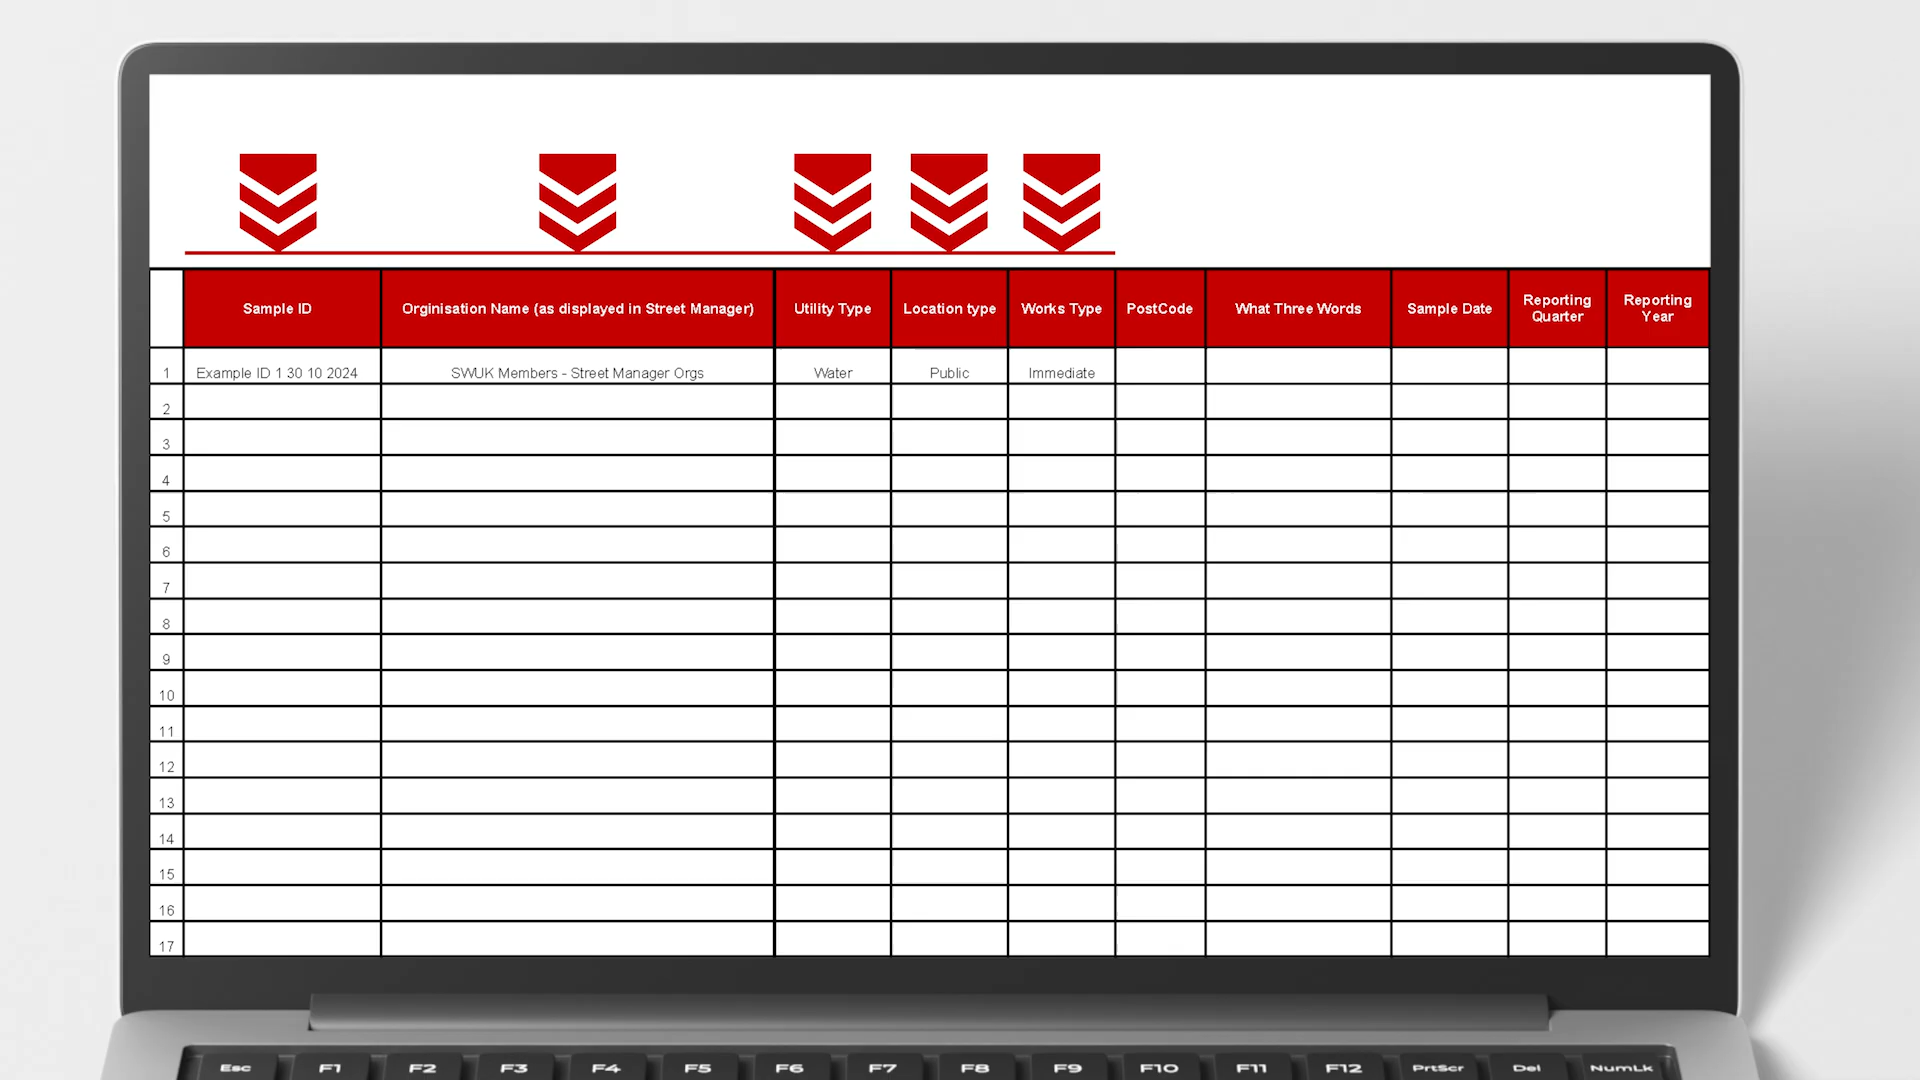 Sample ID
Orginisation Name (as displayed in Street Manager)
Utility Type
Location type
Works Type
PostCode
What Three Words
Sample Date
Reporting
Quarter
Reporting
Year
1
Example ID 1 30 10 2024
SWUK Members - Street Manager Orgs
Water
Public
Immediate
2
3
4
5
6
7
8
9
10
11
12
13
14
15
16
17
Esc
F1
F2
F3
F4
F5
F6
F7
F8
F9
F10
F11
F12
PrtScr
Del
NumLk